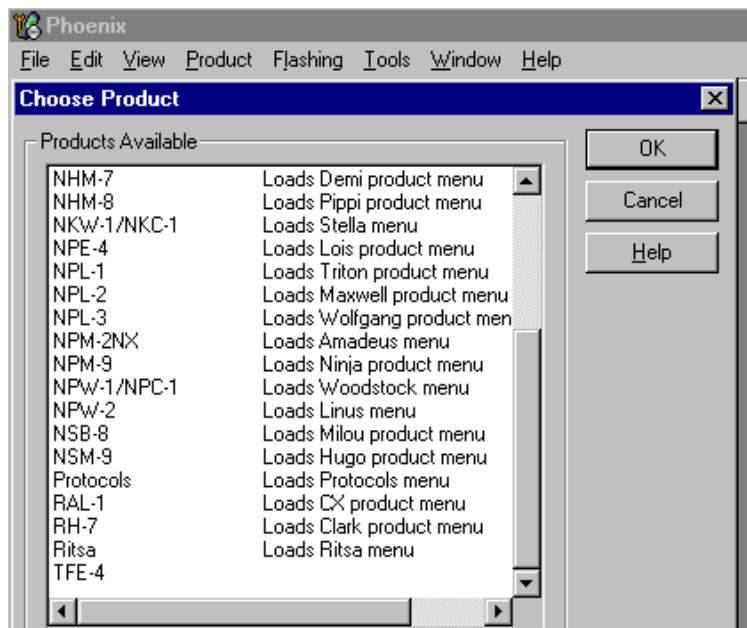 Phoenix
File Edit View Product Flashing Tools Window Help
Choose Product
Products Available
NHM-7 Loads Demi product menu
NHM-8 Loads Pippi product menu
NKW-1/NKC-1 Loads Stella menu
NPE-4 Loads Lois product menu
NPL-1 Loads Triton product menu
NPL-2 Loads Maxwell product menu
NPL-3 Loads Wolfgang product men
NPM-2NX Loads Amadeus menu
NPM-9 Loads Ninja product menu
NPW-1/NPC-1 Loads Woodstock menu
NPW-2 Loads Linus menu
NSB-8 Loads Milou product menu
NSM-9 Loads Hugo product menu
Protocols Loads Protocols menu
RAL-1 Loads CX product menu
RH-7 Loads Clark product menu
Ritsa Loads Ritsa menu
TFE-4
OK
Cancel
Help